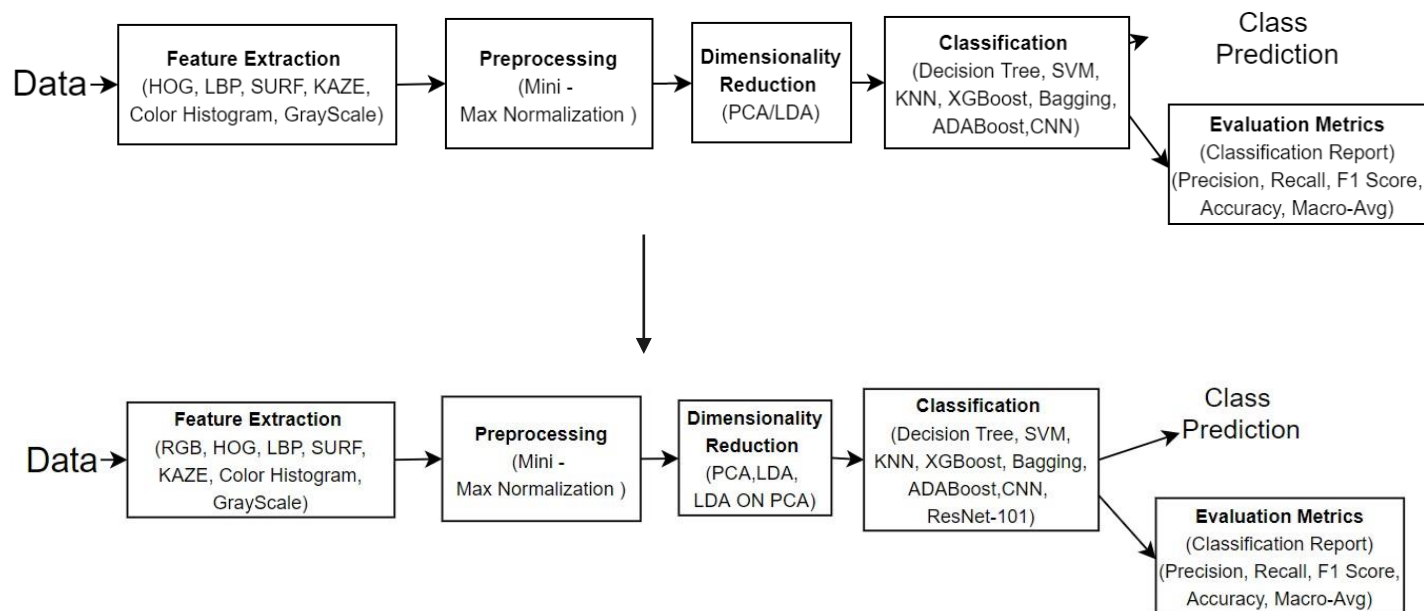 Data
Feature Extraction
(HOG, LBP, SURF, KAZE,
Color Histogram, GrayScale)
Preprocessing
(Mini -
Max Normalization )
Dimensionality
Reduction
(PCA/LDA)
Classification
(Decision Tree, SVM,
KNN, XGBoost, Bagging,
ADABoost,CNN)
Class
Prediction
Evaluation Metrics
(Classification Report)
(Precision, Recall, F1 Score,
Accuracy, Macro-Avg)
Data
Feature Extraction
(RGB, HOG, LBP, SURF,
KAZE, Color Histogram,
GrayScale)
Preprocessing
(Mini -
Max Normalization )
Dimensionality
Reduction
(PCA,LDA,
LDA ON PCA)
Classification
(Decision Tree, SVM,
KNN, XGBoost, Bagging,
ADABoost,CNN,
ResNet-101)
Class
Prediction
Evaluation Metrics
(Classification Report)
(Precision, Recall, F1 Score,
Accuracy, Macro-Avg)